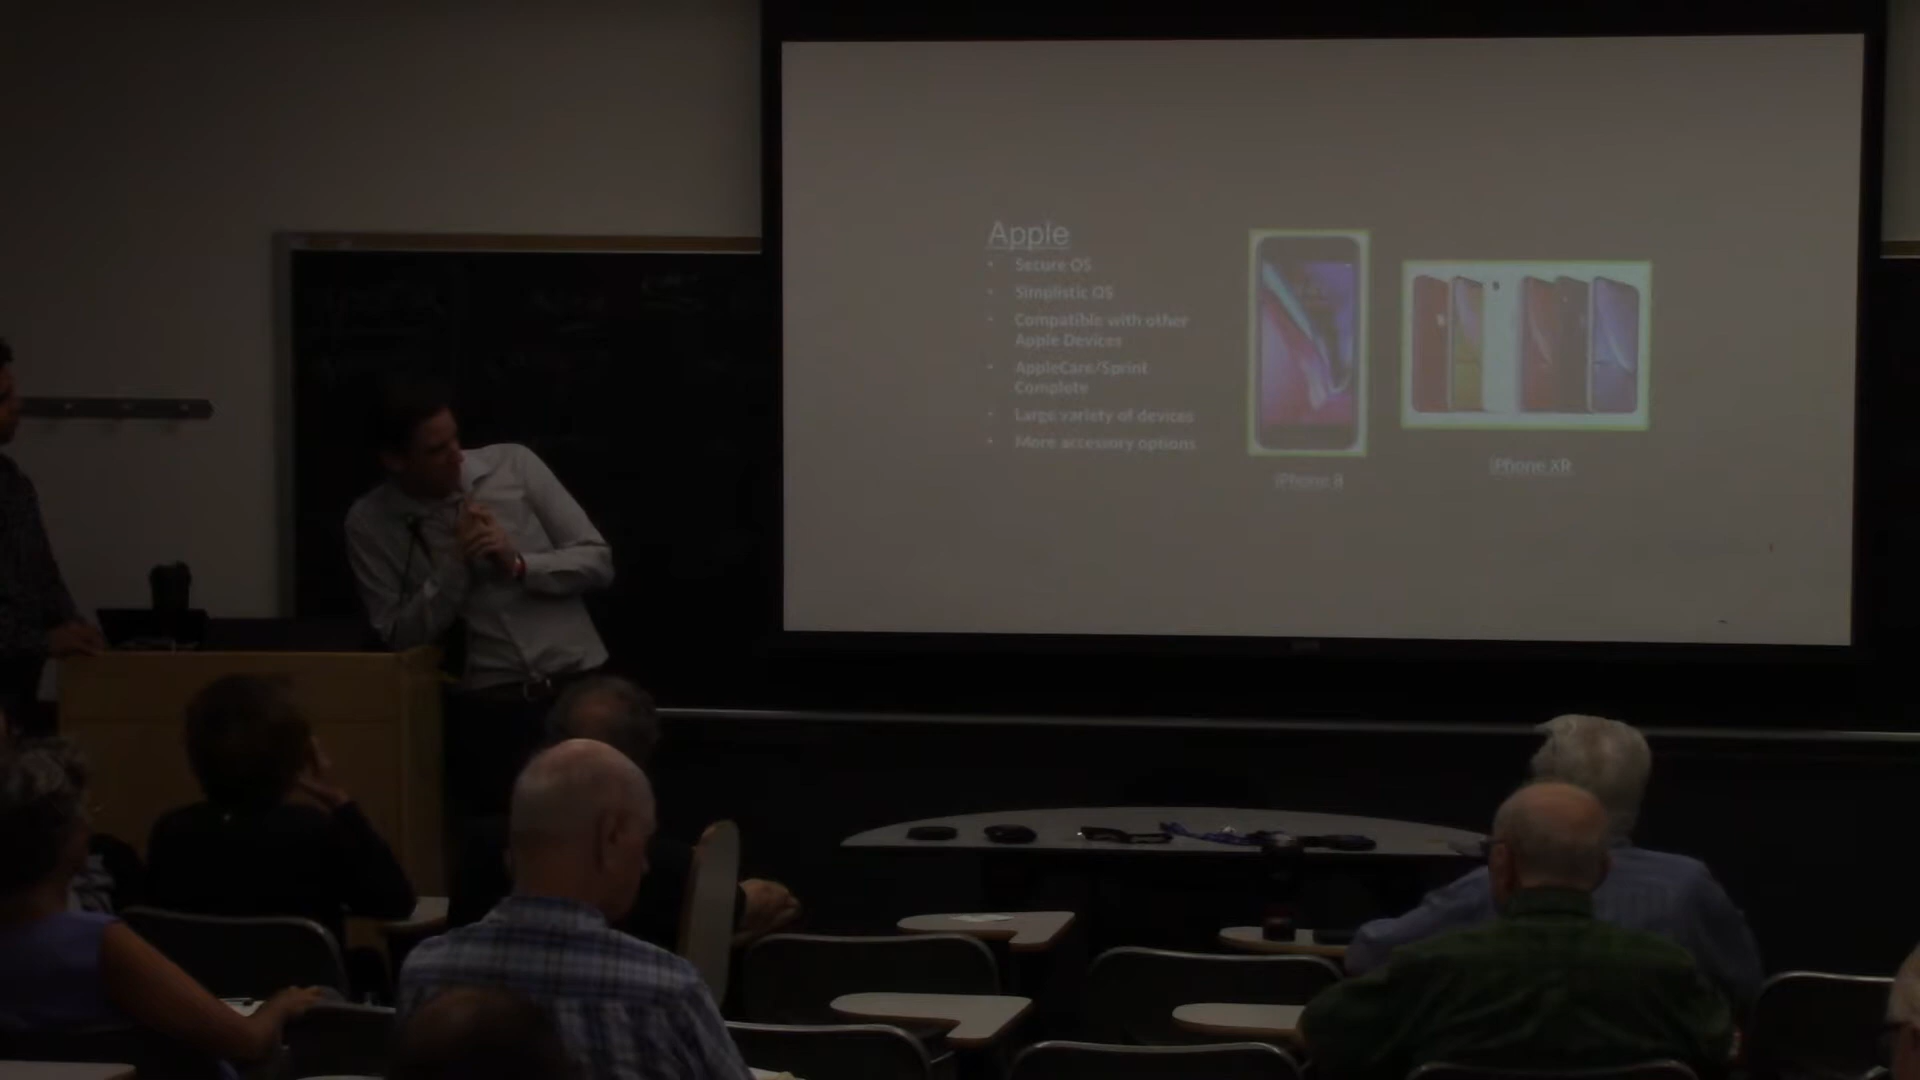 Apple
• Secure OS
• Simplistic OS
• Compatible with other
Apple Devices
• AppleCare/Sprint
Complete
• Large variety of devices
• More accessory options
iPhone 8
iPhone XR